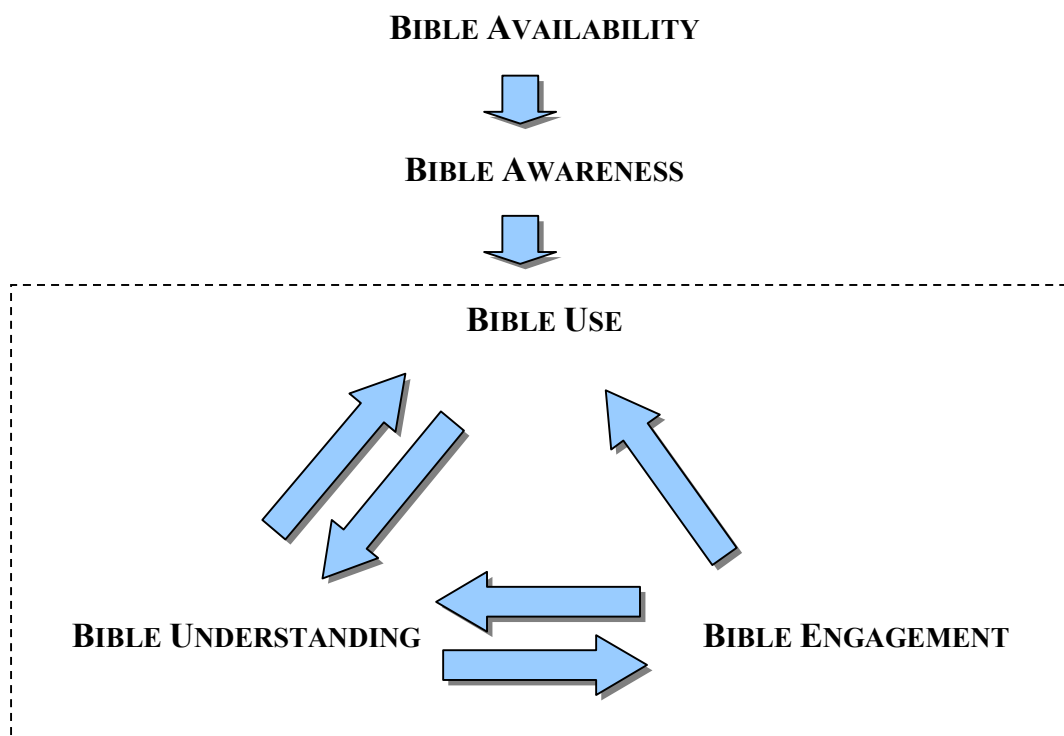 BIBLE AVAILABILITY
BIBLE AWARENESS
BIBLE USE
BIBLE UNDERSTANDING
BIBLE ENGAGEMENT